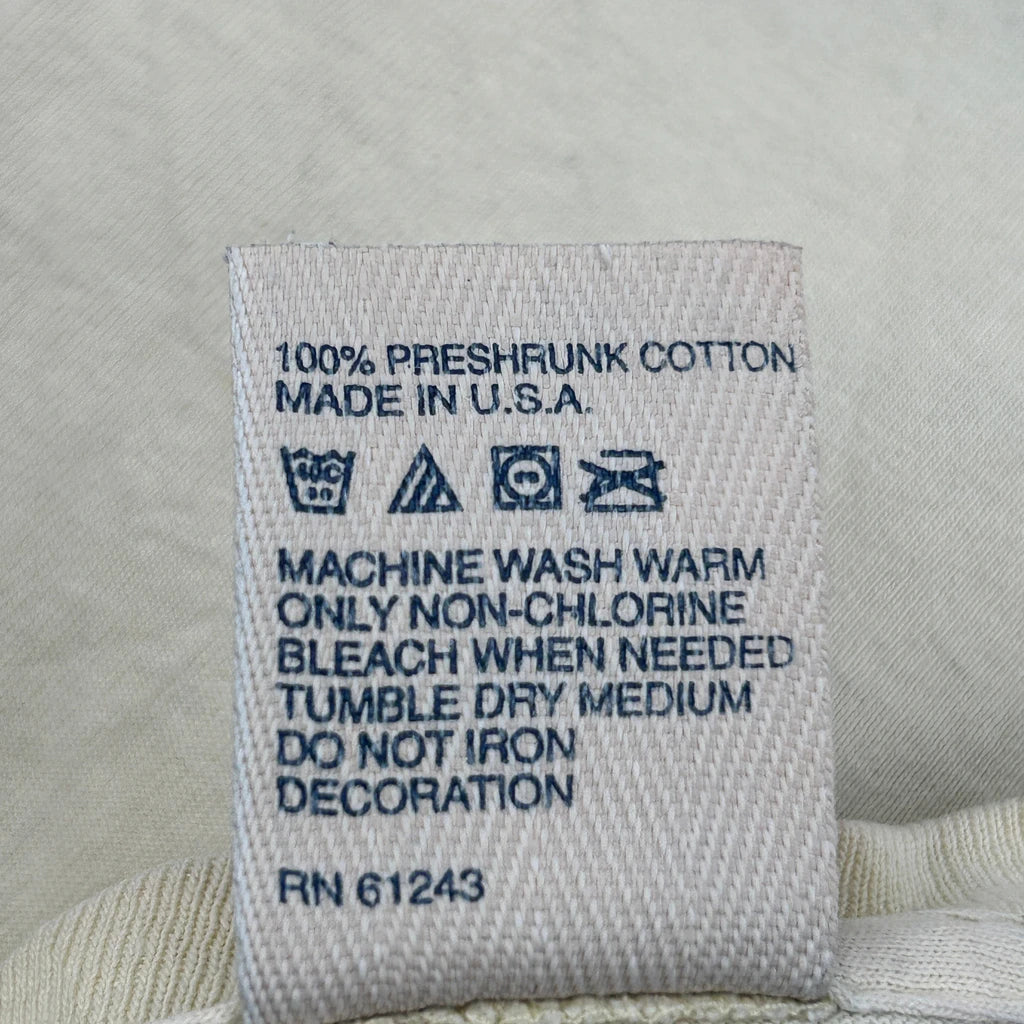 100% PRESHRUNK COTTON
MADE IN U.S.A.
MACHINE WASH WARM
ONLY NON-CHLORINE
BLEACH WHEN NEEDED
TUMBLE DRY MEDIUM
DO NOT IRON
DECORATION
RN 61243